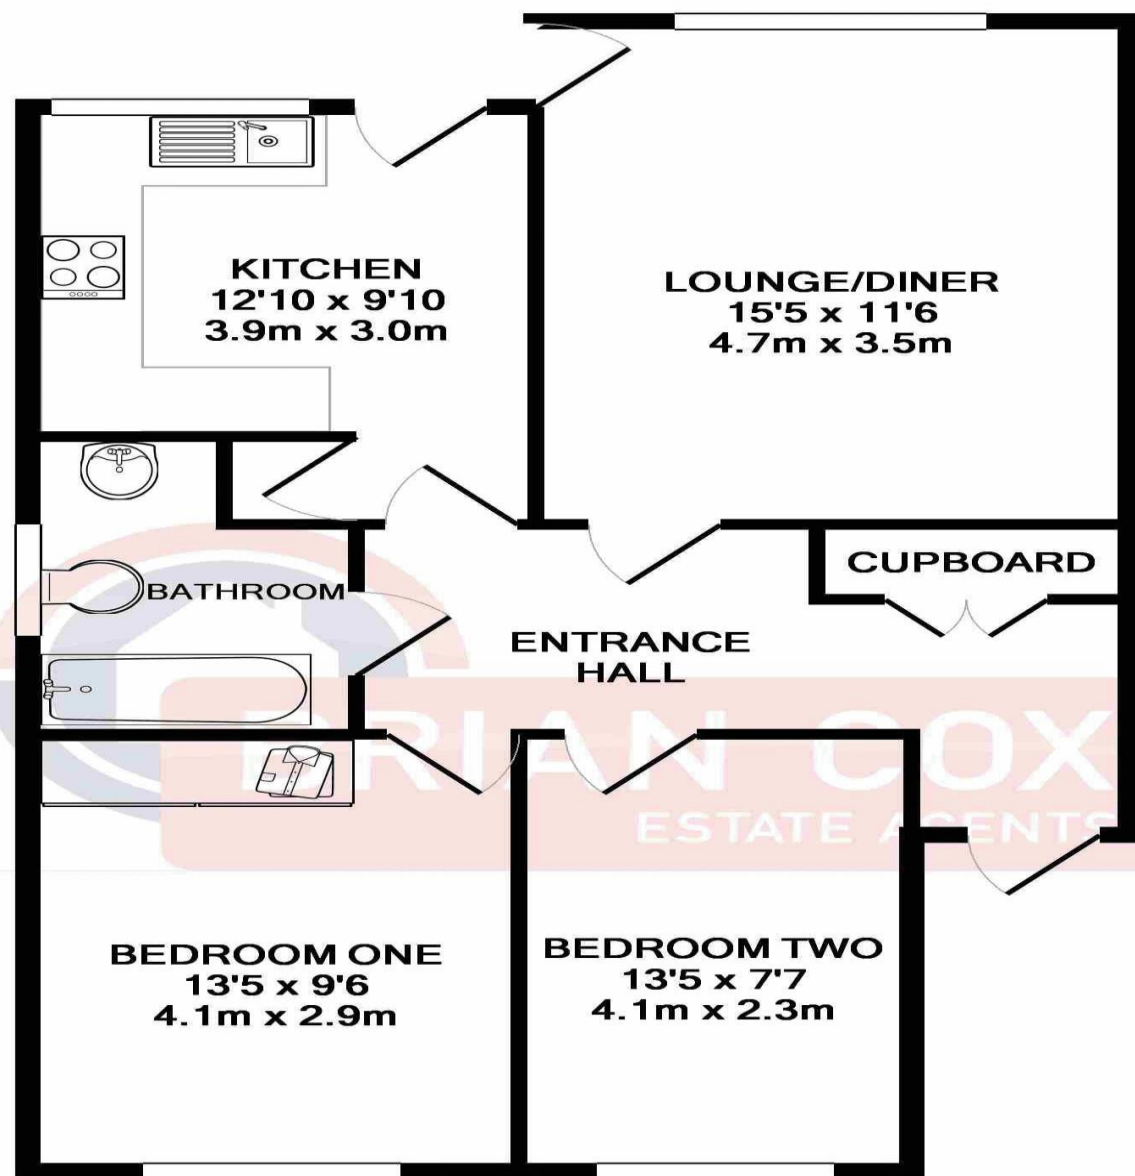 KITCHEN
12'10 x 9'10
3.9m x 3.0m
LOUNGE/DINER
15'5 x 11'6
4.7m x 3.5m
CUPBOARD
BATHROOM
ENTRANCE
HALL
BRIAN COX
ESTATE AGENTS
BEDROOM ONE
13'5 x 9'6
4.1m x 2.9m
BEDROOM TWO
13'5 x 7'7
4.1m x 2.3m